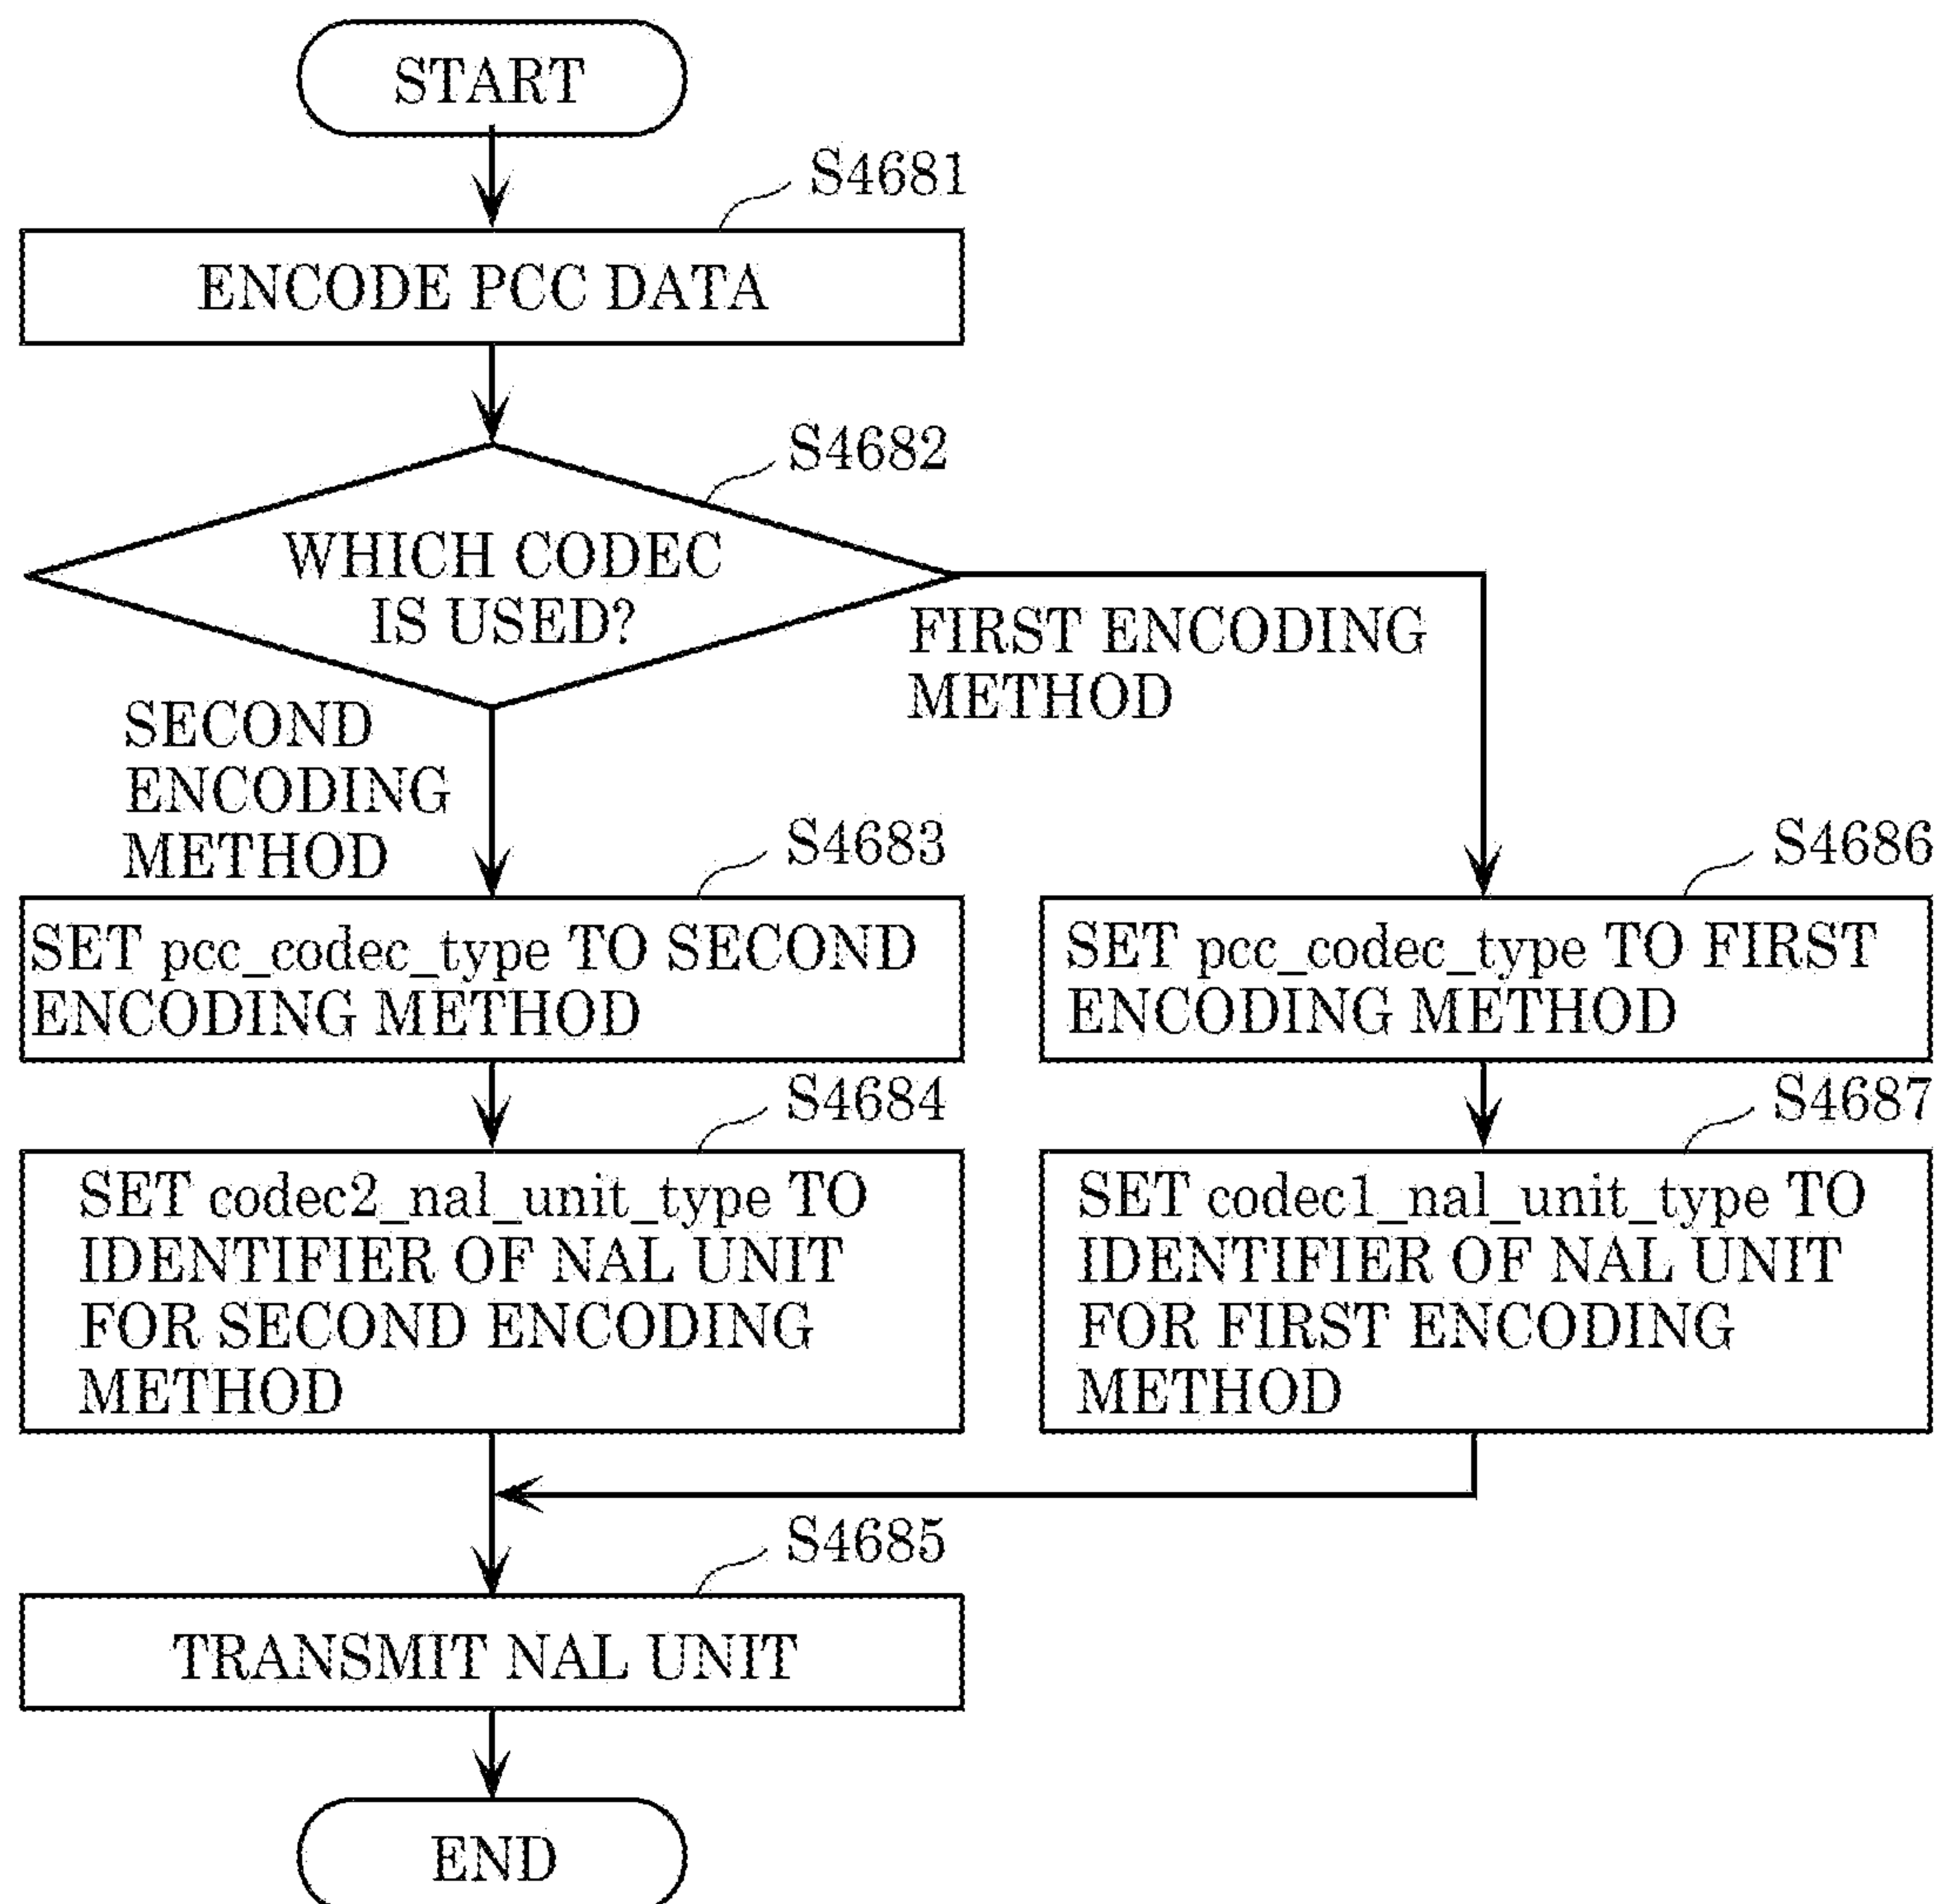 START
S4681
ENCODE PCC DATA
S4682
WHICH CODEC
IS USED?
FIRST ENCODING
METHOD
SECOND
ENCODING
METHOD
S4683
SET pcc_codec_type TO SECOND
ENCODING METHOD
S4686
SET pcc_codec_type TO FIRST
ENCODING METHOD
S4684
SET codec2_nal_unit_type TO
IDENTIFIER OF NAL UNIT
FOR SECOND ENCODING
METHOD
S4687
SET codec1_nal_unit_type TO
IDENTIFIER OF NAL UNIT
FOR FIRST ENCODING
METHOD
S4685
TRANSMIT NAL UNIT
END